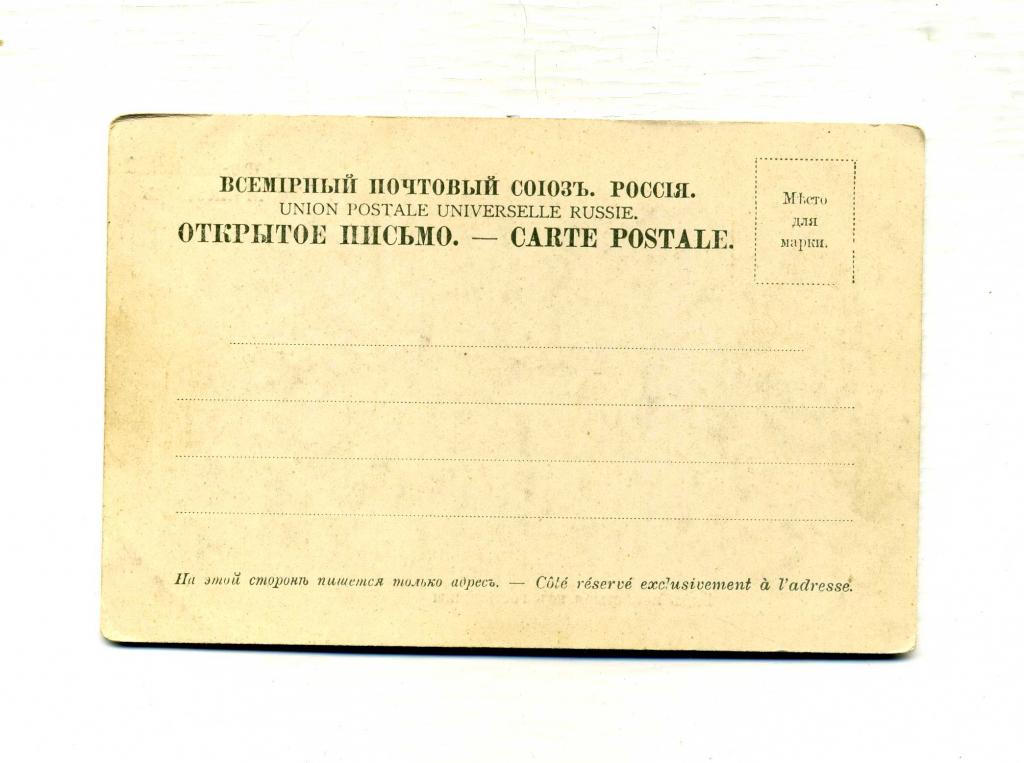 ВСЕМІРНЫЙ ПОЧТОВЫЙ СОЮЗЪ. РОССІЯ.
UNION POSTALE UNIVERSELLE RUSSIE.
ОТКРЫТОЕ ПИСЬМО. — CARTE POSTALE.
Мѣсто
для
марки.
На этой сторонѣ пишется только адресъ. — Côté réservé exclusivement à l'adresse.